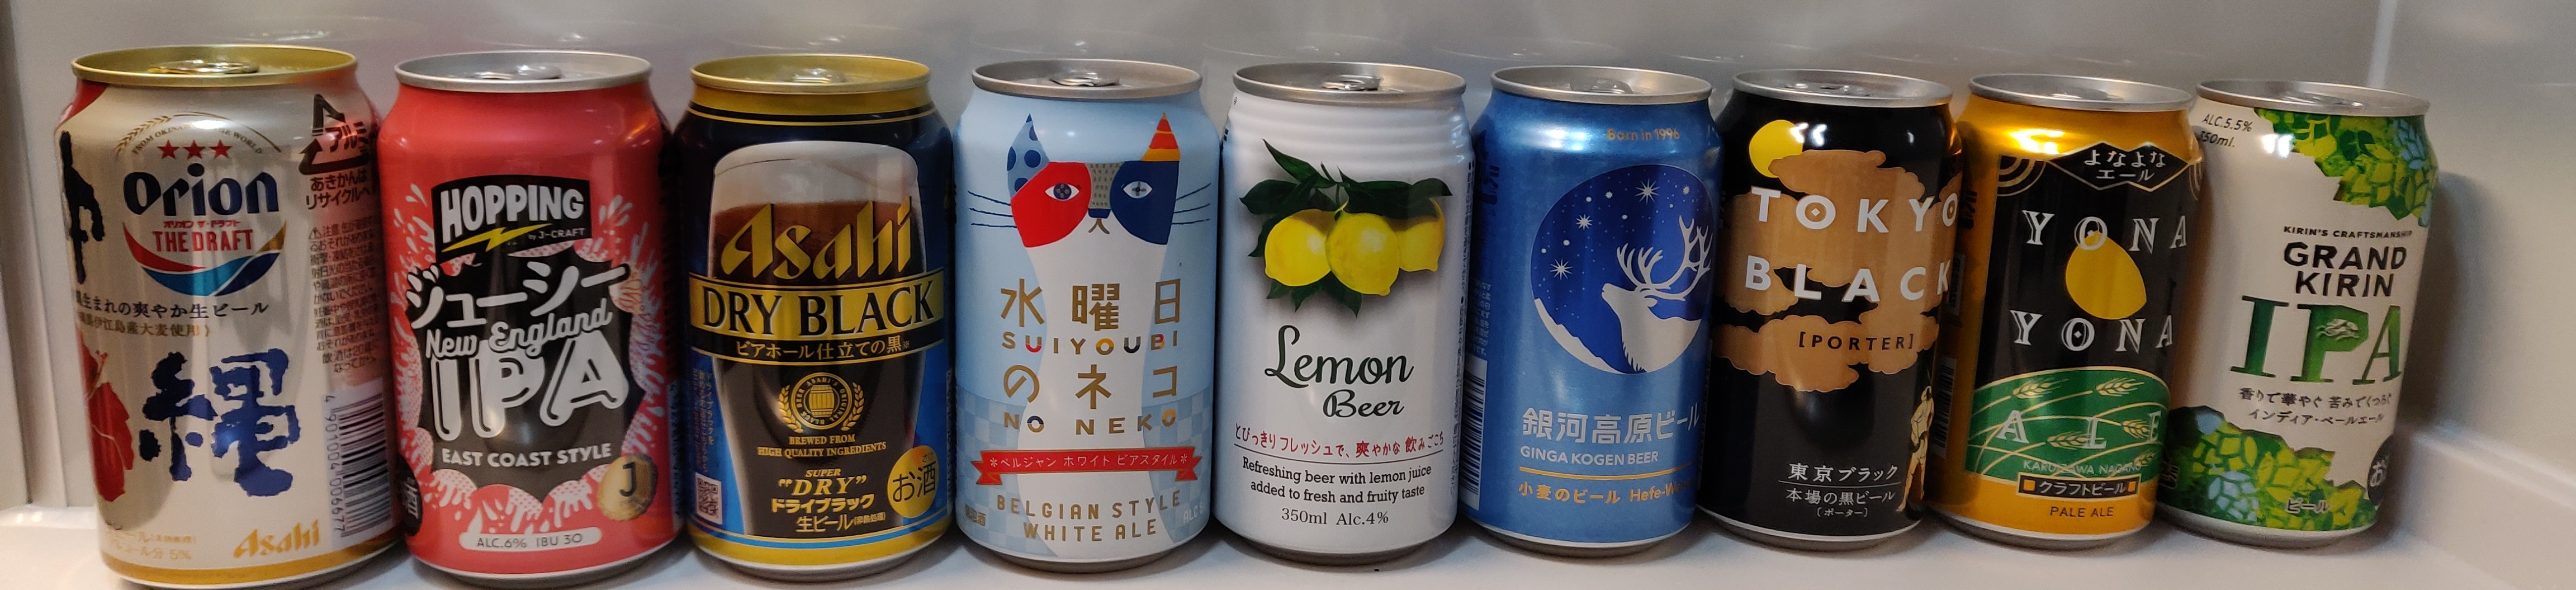 FROM OKINAWA TO THE WORLD
Orion
オリオン ザ・ドラフト
THE DRAFT
生まれの爽やか生ビール
伊江島産大麦使用
縄
Asahi
アルミ
あきかんは
リサイクルへ
HOPPING
by J-CRAFT
ジューシー
New England
IPA
EAST COAST STYLE
J
ALC.6% IBU 30
Asahi
DRY BLACK
ビアホール仕立ての黒
BREWED FROM
HIGH QUALITY INGREDIENTS
SUPER
"DRY"
ドライブラック
生ビール
お酒
水曜日
SUIYOUBI
のネコ
NO NEKO
ベルジャン ホワイト ビアスタイル
BELGIAN STYLE
WHITE ALE
Lemon
Beer
とびっきりフレッシュで、爽やかな飲みごこち
Refreshing beer with lemon juice
added to fresh and fruity taste
350ml Alc.4%
Born in 1996
銀河高原ビール
GINGA KOGEN BEER
小麦のビール Hefe-W
TOKYO
BLACK
[PORTER]
東京ブラック
本場の黒ビール
(ポーター)
よなよな
エール
YONA
YONA
ALE
KARUIZAWA NAGANO
クラフトビール
PALE ALE
ALC.5.5%
350ml.
KIRIN'S CRAFTSMANSHIP
GRAND
KIRIN
IPA
香りで華やぐ 苦みでくつろぐ
インディア・ペールエール
ビール